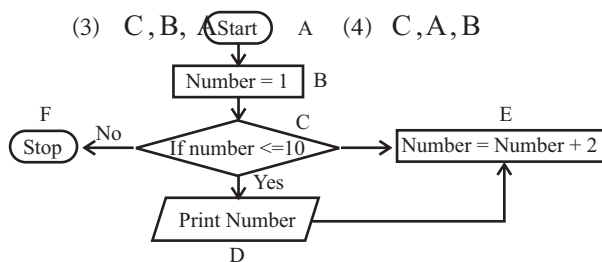 (3) C, B, A (4) C, A, B
Start A
Number = 1 B
F C E
Stop No If number <=10 Number = Number + 2
Yes
Print Number
D